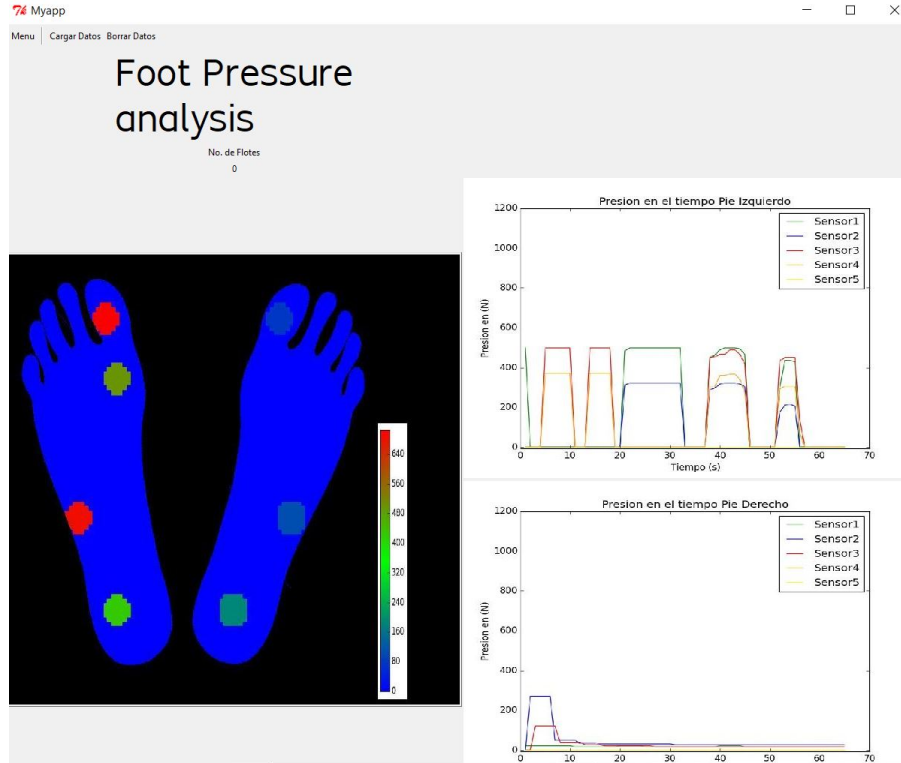 Myapp
Menu Cargar Datos Borrar Datos
Foot Pressure
analysis
No. de Flotes
0
640
560
480
400
320
240
160
80
0
Presion en el tiempo Pie Izquierdo
1200
1000
800
600
400
200
0
Presion en (N)
Sensor1
Sensor2
Sensor3
Sensor4
Sensor5
0 10 20 30 40 50 60 70
Tiempo (s)
Presion en el tiempo Pie Derecho
1200
1000
800
600
400
200
0
Presion en (N)
Sensor1
Sensor2
Sensor3
Sensor4
Sensor5
0 10 20 30 40 50 60 70